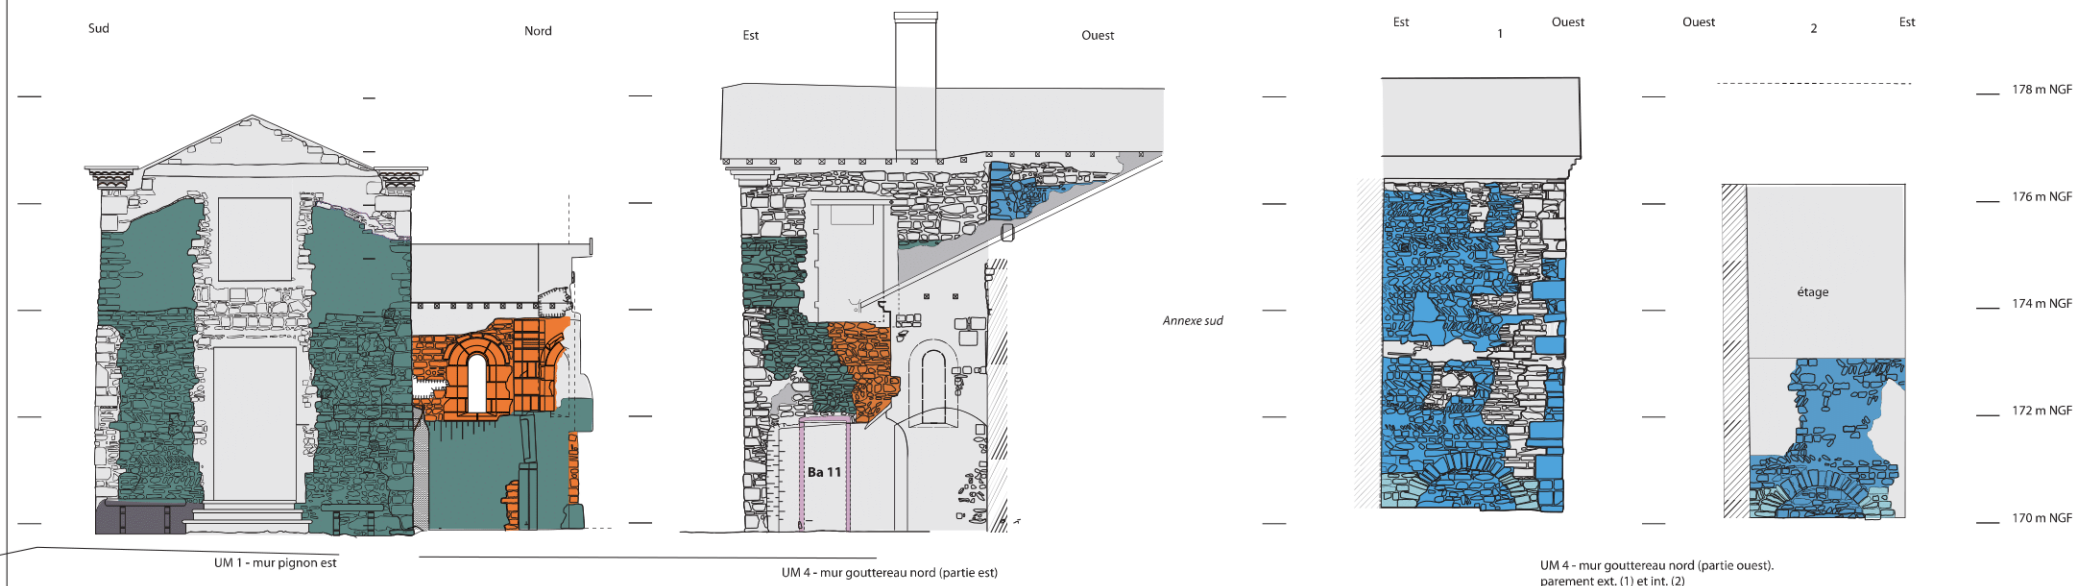 Sud
Nord
Est
Ouest
Est
1
Ouest
Ouest
2
Est
178 m NGF
176 m NGF
étage
174 m NGF
Annexe sud
172 m NGF
Ba 11
170 m NGF
UM 1 - mur pignon est
UM 4 - mur gouttereau nord (partie est)
UM 4 - mur gouttereau nord (partie ouest).
parement ext. (1) et int. (2)